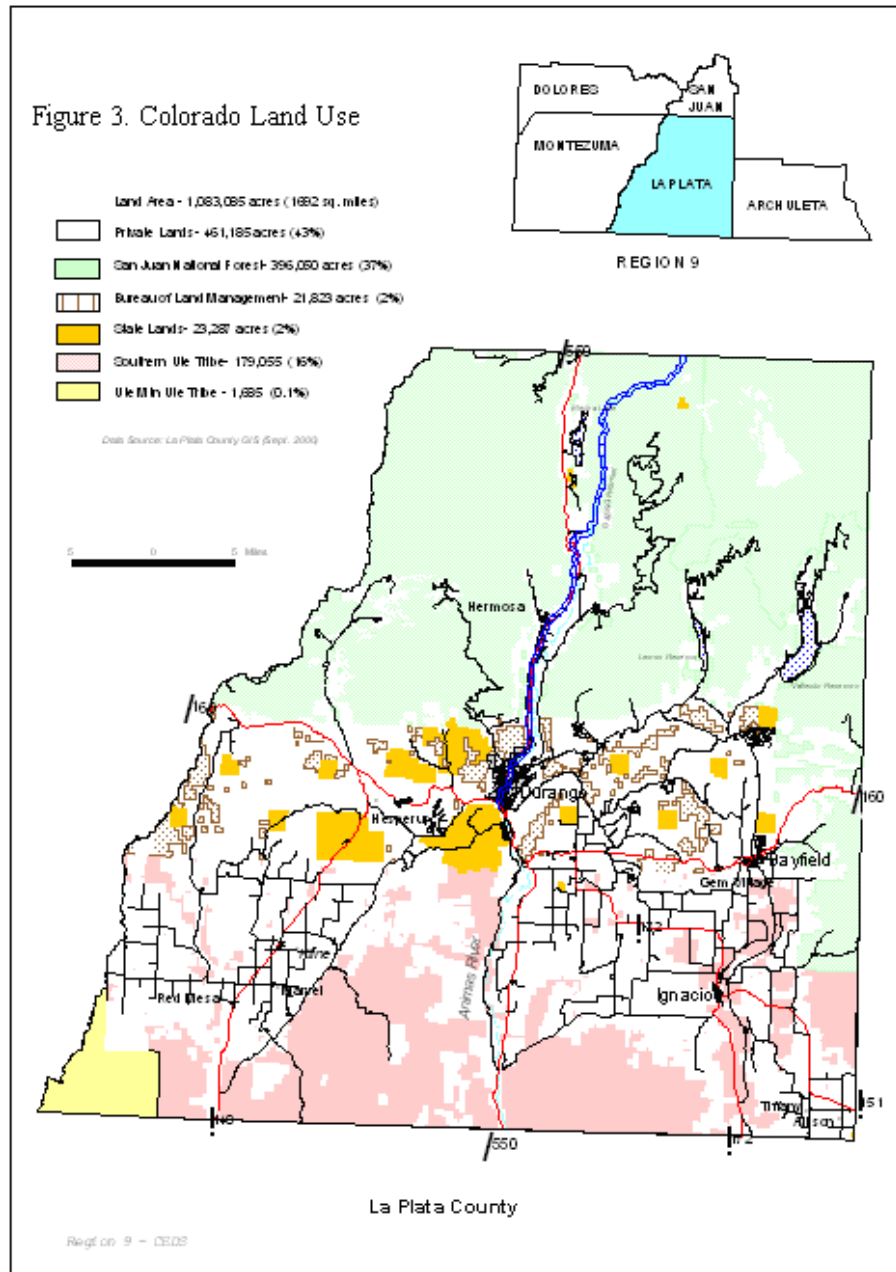 Figure 3. Colorado Land Use
DOLORES
SAN
JUAN
MONTEZUMA
LA PLATA
ARCHULETA
REGION 9
Land Area - 1,083,085 acres (1692 sq. miles)
Private Lands- 461,185 acres (43%)
San Juan National Forest- 396,050 acres (37%)
Bureau of Land Management- 21,823 acres (2%)
State Lands- 23,287 acres (2%)
Southern Ute Tribe- 179,055 (16%)
Ute Mtn Ute Tribe - 1,685 (0.1%)
Data Source: La Plata County GIS (Sept. 2000)
5 0 5 Miles
550
Hermosa
Lemon Reservoir
Vallecito Reservoir
160
Durango
160
Hesperus
Bayfield
Gem Village
172
Animas River
Kline
Red Mesa
Marvel
Ignacio
Tiffany
Allison
151
140
550
172
La Plata County
Region 9 - CEDS